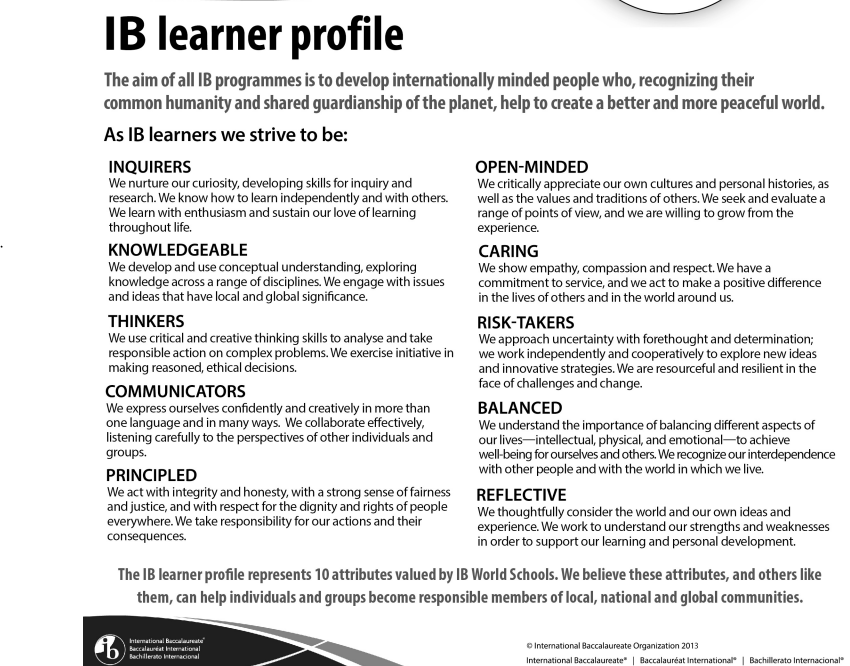 IB learner profile
The aim of all IB programmes is to develop internationally minded people who, recognizing their
common humanity and shared guardianship of the planet, help to create a better and more peaceful world.
As IB learners we strive to be:
INQUIRERS
We nurture our curiosity, developing skills for inquiry and
research. We know how to learn independently and with others.
We learn with enthusiasm and sustain our love of learning
throughout life.
KNOWLEDGEABLE
We develop and use conceptual understanding, exploring
knowledge across a range of disciplines. We engage with issues
and ideas that have local and global significance.
THINKERS
We use critical and creative thinking skills to analyse and take
responsible action on complex problems. We exercise initiative in
making reasoned, ethical decisions.
COMMUNICATORS
We express ourselves confidently and creatively in more than
one language and in many ways. We collaborate effectively,
listening carefully to the perspectives of other individuals and
groups.
PRINCIPLED
We act with integrity and honesty, with a strong sense of fairness
and justice, and with respect for the dignity and rights of people
everywhere. We take responsibility for our actions and their
consequences.
OPEN-MINDED
We critically appreciate our own cultures and personal histories, as
well as the values and traditions of others. We seek and evaluate a
range of points of view, and we are willing to grow from the
experience.
CARING
We show empathy, compassion and respect. We have a
commitment to service, and we act to make a positive difference
in the lives of others and in the world around us.
RISK-TAKERS
We approach uncertainty with forethought and determination;
we work independently and cooperatively to explore new ideas
and innovative strategies. We are resourceful and resilient in the
face of challenges and change.
BALANCED
We understand the importance of balancing different aspects of
our lives—intellectual, physical, and emotional—to achieve
well-being for ourselves and others. We recognize our interdependence
with other people and with the world in which we live.
REFLECTIVE
We thoughtfully consider the world and our own ideas and
experience. We work to understand our strengths and weaknesses
in order to support our learning and personal development.
The IB learner profile represents 10 attributes valued by IB World Schools. We believe these attributes, and others like
them, can help individuals and groups become responsible members of local, national and global communities.
ib
International Baccalaureate®
Baccalauréat International
Bachillerato Internacional
© International Baccalaureate Organization 2013
International Baccalaureate® | Baccalauréat International® | Bachillerato Internacional®